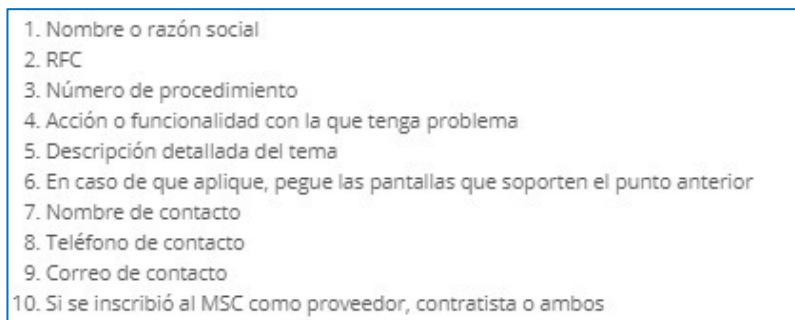 1. Nombre o razón social
2. RFC
3. Número de procedimiento
4. Acción o funcionalidad con la que tenga problema
5. Descripción detallada del tema
6. En caso de que aplique, pegue las pantallas que soporten el punto anterior
7. Nombre de contacto
8. Teléfono de contacto
9. Correo de contacto
10. Si se inscribió al MSC como proveedor, contratista o ambos